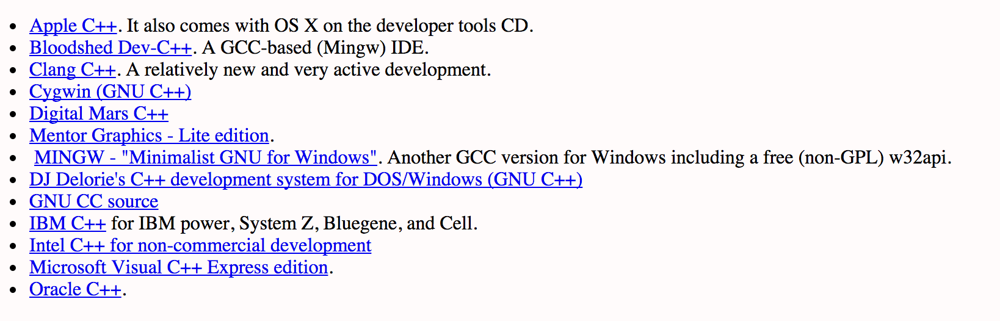 • Apple C++. It also comes with OS X on the developer tools CD.
• Bloodshed Dev-C++. A GCC-based (Mingw) IDE.
• Clang C++. A relatively new and very active development.
• Cygwin (GNU C++)
• Digital Mars C++
• Mentor Graphics - Lite edition.
• MINGW - "Minimalist GNU for Windows". Another GCC version for Windows including a free (non-GPL) w32api.
• DJ Delorie's C++ development system for DOS/Windows (GNU C++)
• GNU CC source
• IBM C++ for IBM power, System Z, Bluegene, and Cell.
• Intel C++ for non-commercial development
• Microsoft Visual C++ Express edition.
• Oracle C++.